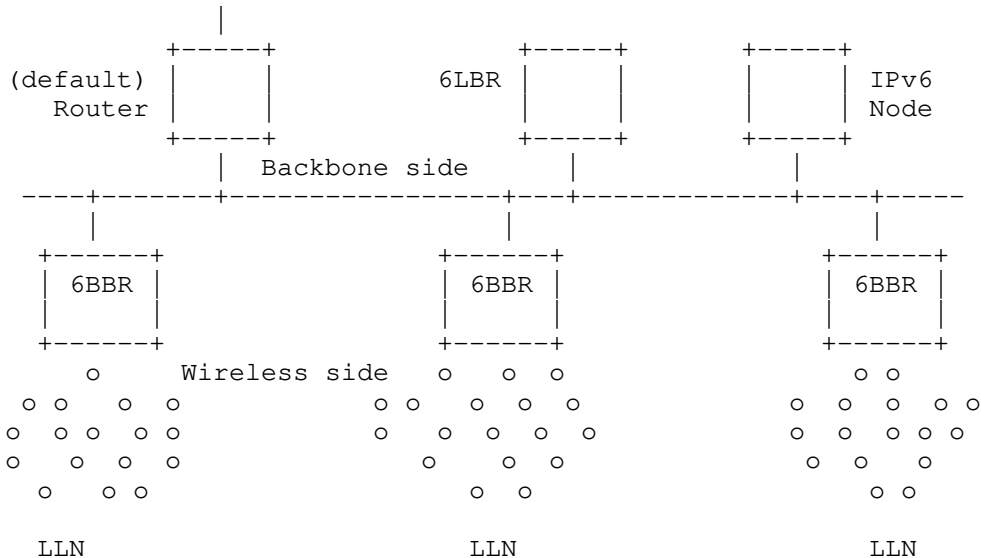 (default) 6LBR IPv6
Router Node
Backbone side
6BBR 6BBR 6BBR
Wireless side
LLN LLN LLN